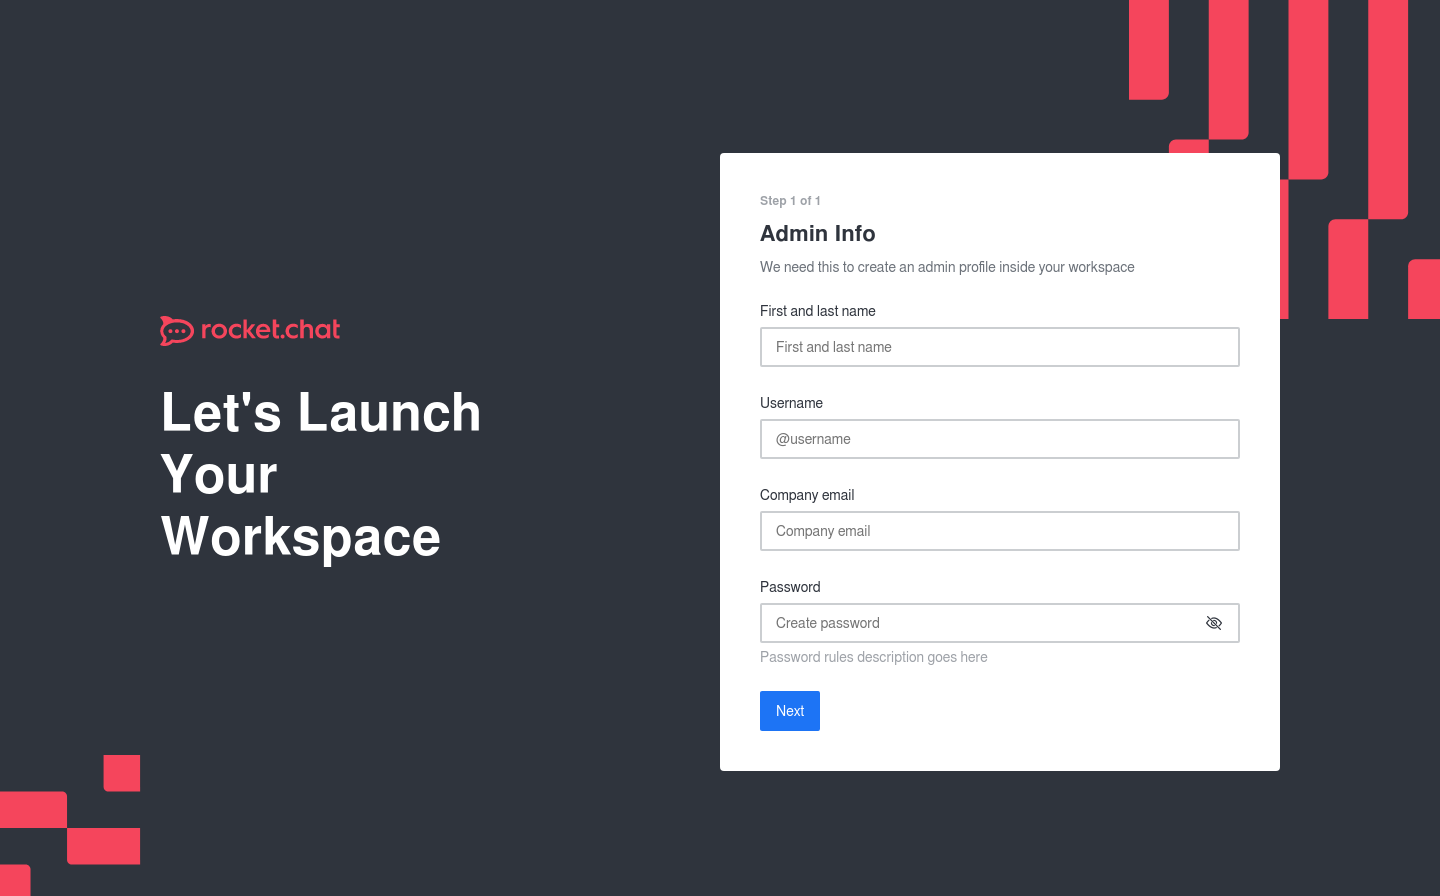 rocket.chat
Let's Launch
Your
Workspace
Step 1 of 1
Admin Info
We need this to create an admin profile inside your workspace
First and last name
First and last name
Username
@username
Company email
Company email
Password
Create password
Password rules description goes here
Next